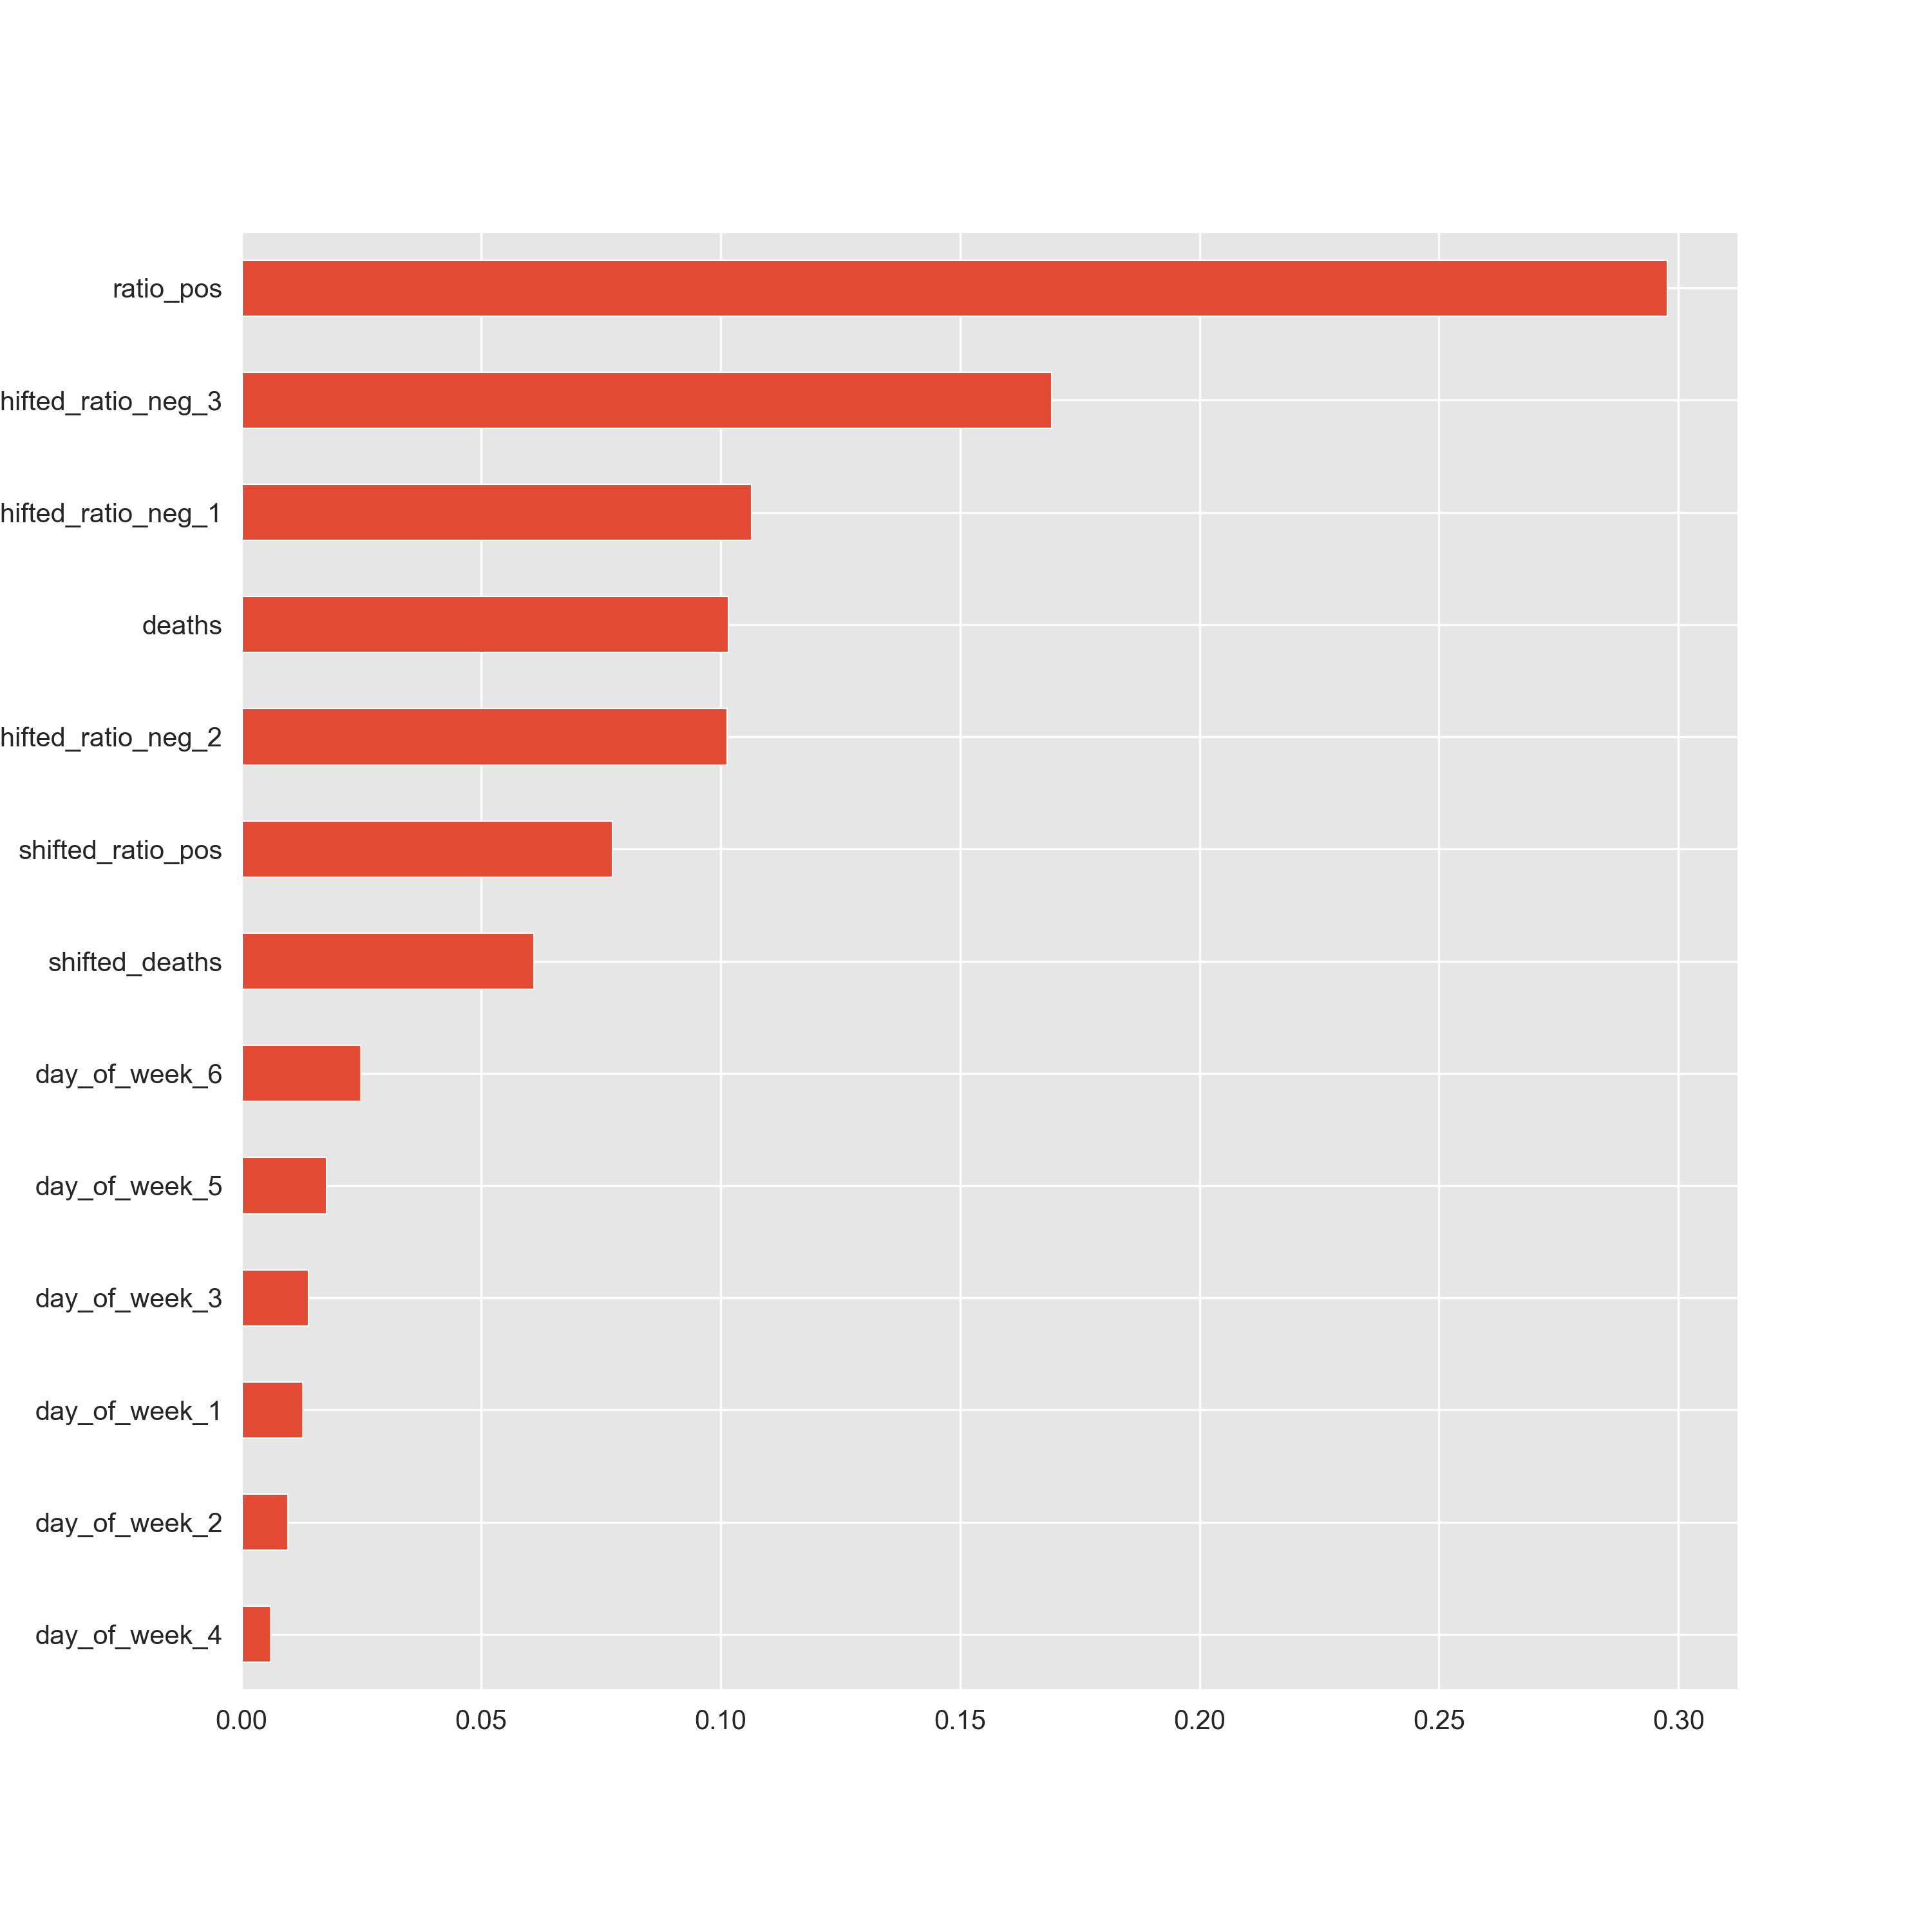 ratio_pos
hifted_ratio_neg_3
hifted_ratio_neg_1
deaths
hifted_ratio_neg_2
shifted_ratio_pos
shifted_deaths
day_of_week_6
day_of_week_5
day_of_week_3
day_of_week_1
day_of_week_2
day_of_week_4
0.00 0.05 0.10 0.15 0.20 0.25 0.30